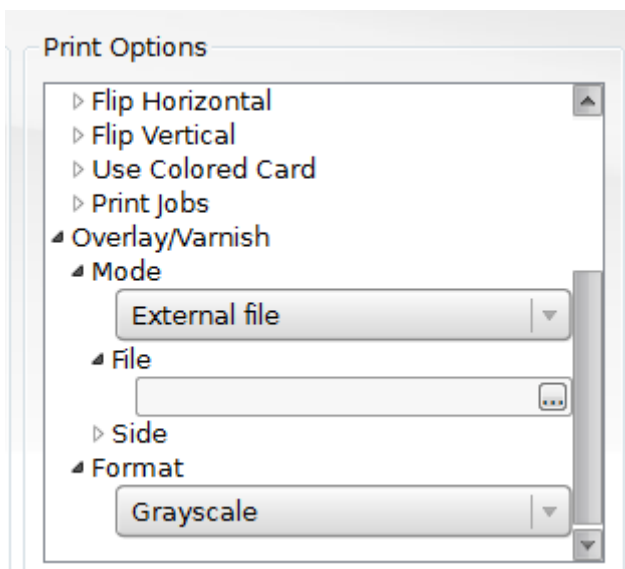 Print Options
Flip Horizontal
Flip Vertical
Use Colored Card
Print Jobs
Overlay/Varnish
Mode
External file
File
...
Side
Format
Grayscale